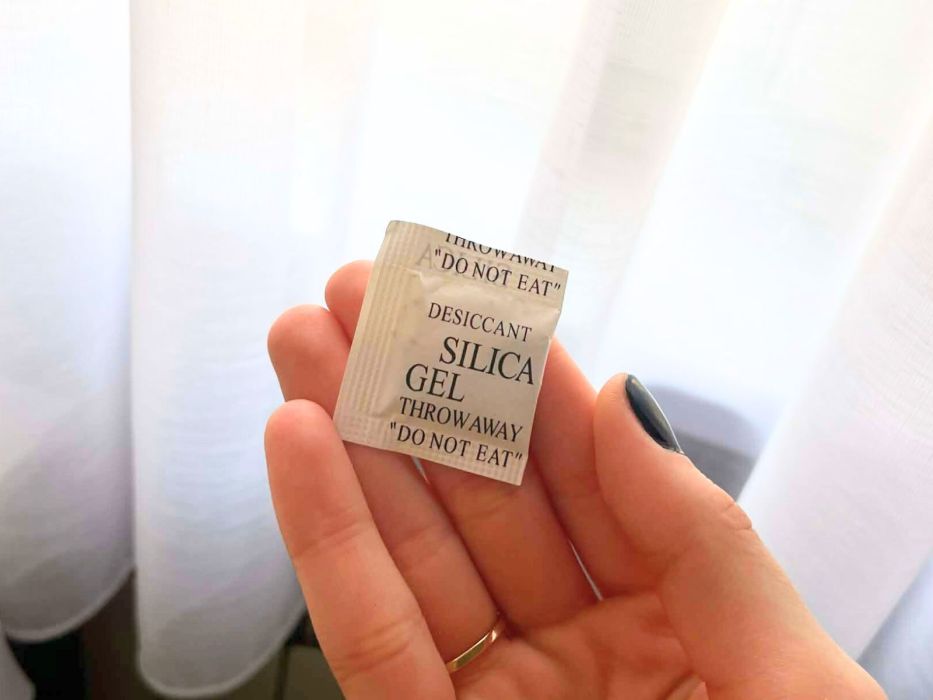 THROWAWAY
"DO NOT EAT"
DESICCANT
SILICA
GEL
THROWAWAY
"DO NOT EAT"